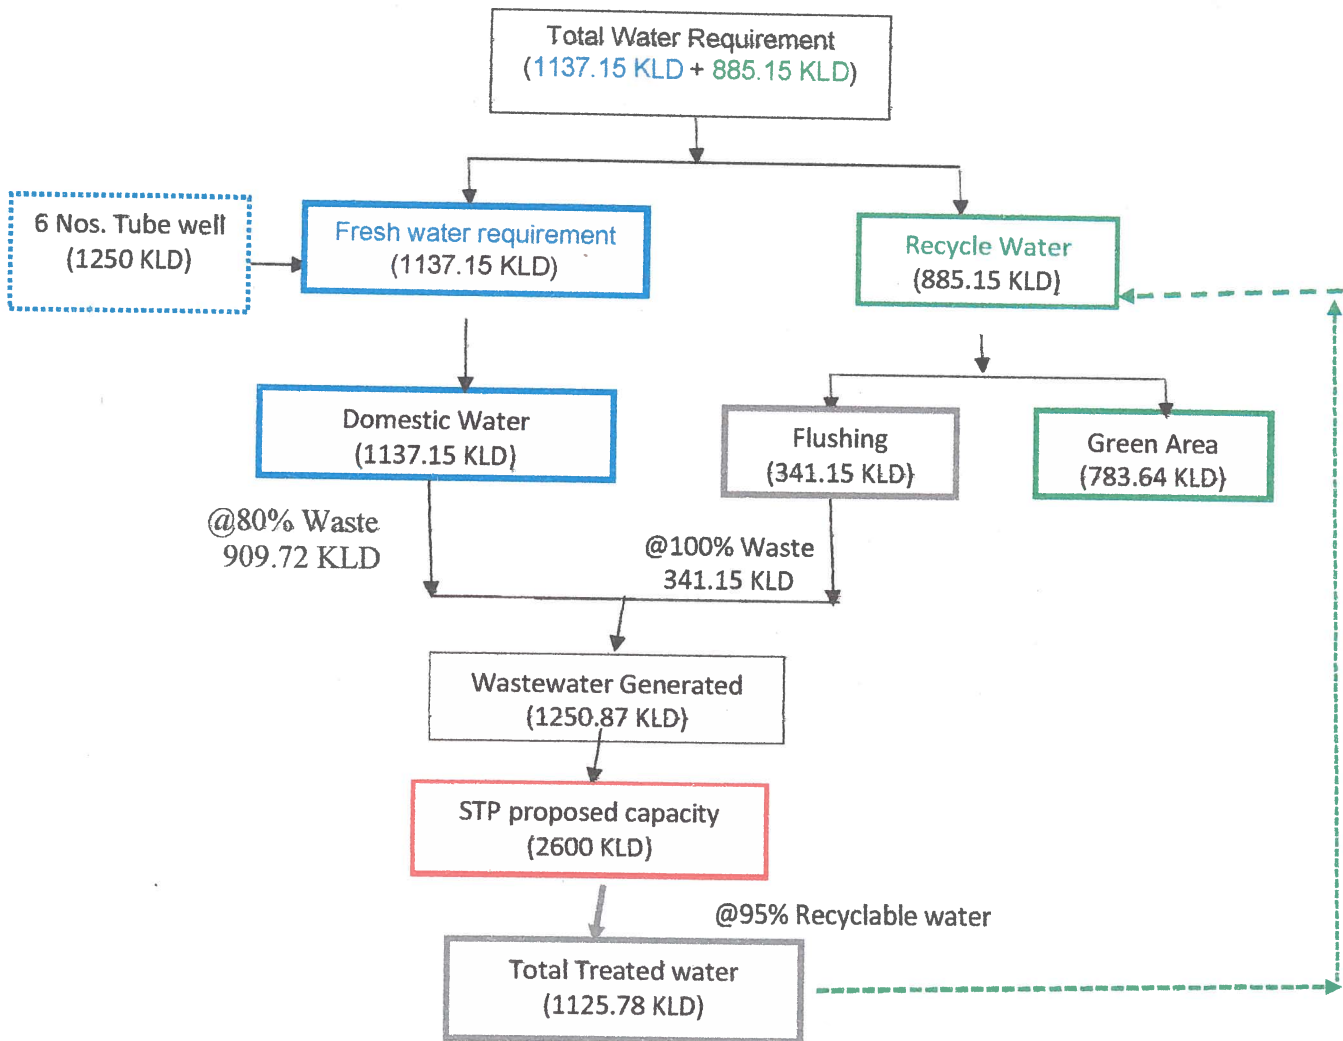 Total Water Requirement
(1137.15 KLD + 885.15 KLD)
6 Nos. Tube well
(1250 KLD)
Fresh water requirement
(1137.15 KLD)
Recycle Water
(885.15 KLD)
Domestic Water
(1137.15 KLD)
Flushing
(341.15 KLD)
Green Area
(783.64 KLD)
@80% Waste
909.72 KLD
@100% Waste
341.15 KLD
Wastewater Generated
(1250.87 KLD)
STP proposed capacity
(2600 KLD)
@95% Recyclable water
Total Treated water
(1125.78 KLD)